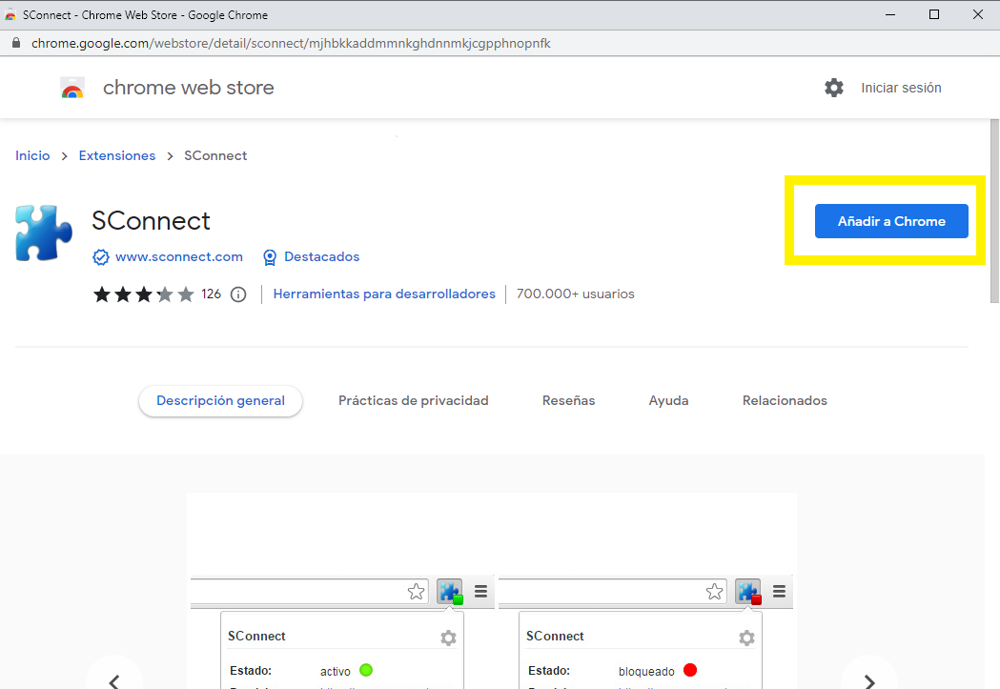 SConnect - Chrome Web Store - Google Chrome
chrome.google.com/webstore/detail/sconnect/mjhbkkaddmmnkghdnnmkjcgpphnopnfk
chrome web store
Iniciar sesión
Inicio > Extensiones > SConnect
SConnect
Añadir a Chrome
www.sconnect.com Destacados
126 Herramientas para desarrolladores 700.000+ usuarios
Descripción general Prácticas de privacidad Reseñas Ayuda Relacionados
SConnect
Estado: activo
SConnect
Estado: bloqueado